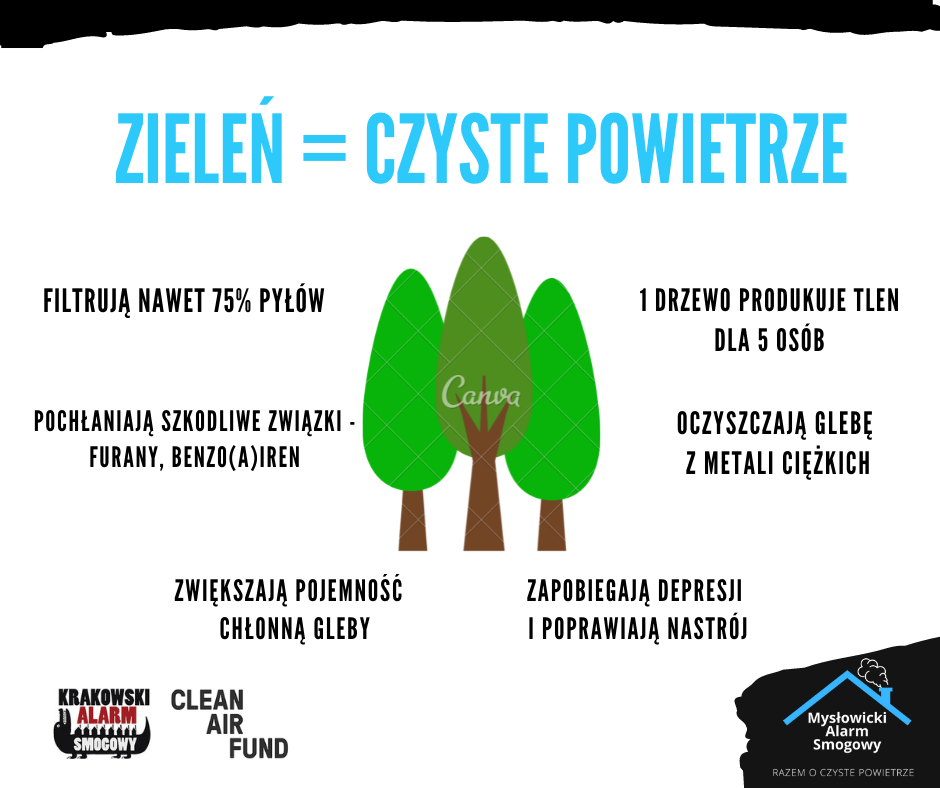 ZIELEŃ = CZYSTE POWIETRZE
FILTRUJĄ NAWET 75% PYŁÓW
1 DRZEWO PRODUKUJE TLEN
DLA 5 OSÓB
Canva
POCHŁANIAJĄ SZKODLIWE ZWIĄZKI -
FURANY, BENZO(A)IREN
OCZYSZCZAJĄ GLEBĘ
Z METALI CIĘŻKICH
ZWIĘKSZAJĄ POJEMNOŚĆ
CHŁONNĄ GLEBY
ZAPOBIEGAJĄ DEPRESJI
I POPRAWIAJĄ NASTRÓJ
KRAKOWSKI
ALARM
SMOGOWY
CLEAN
AIR
FUND
Mysłowicki
Alarm
Smogowy
RAZEM O CZYSTE POWIETRZE